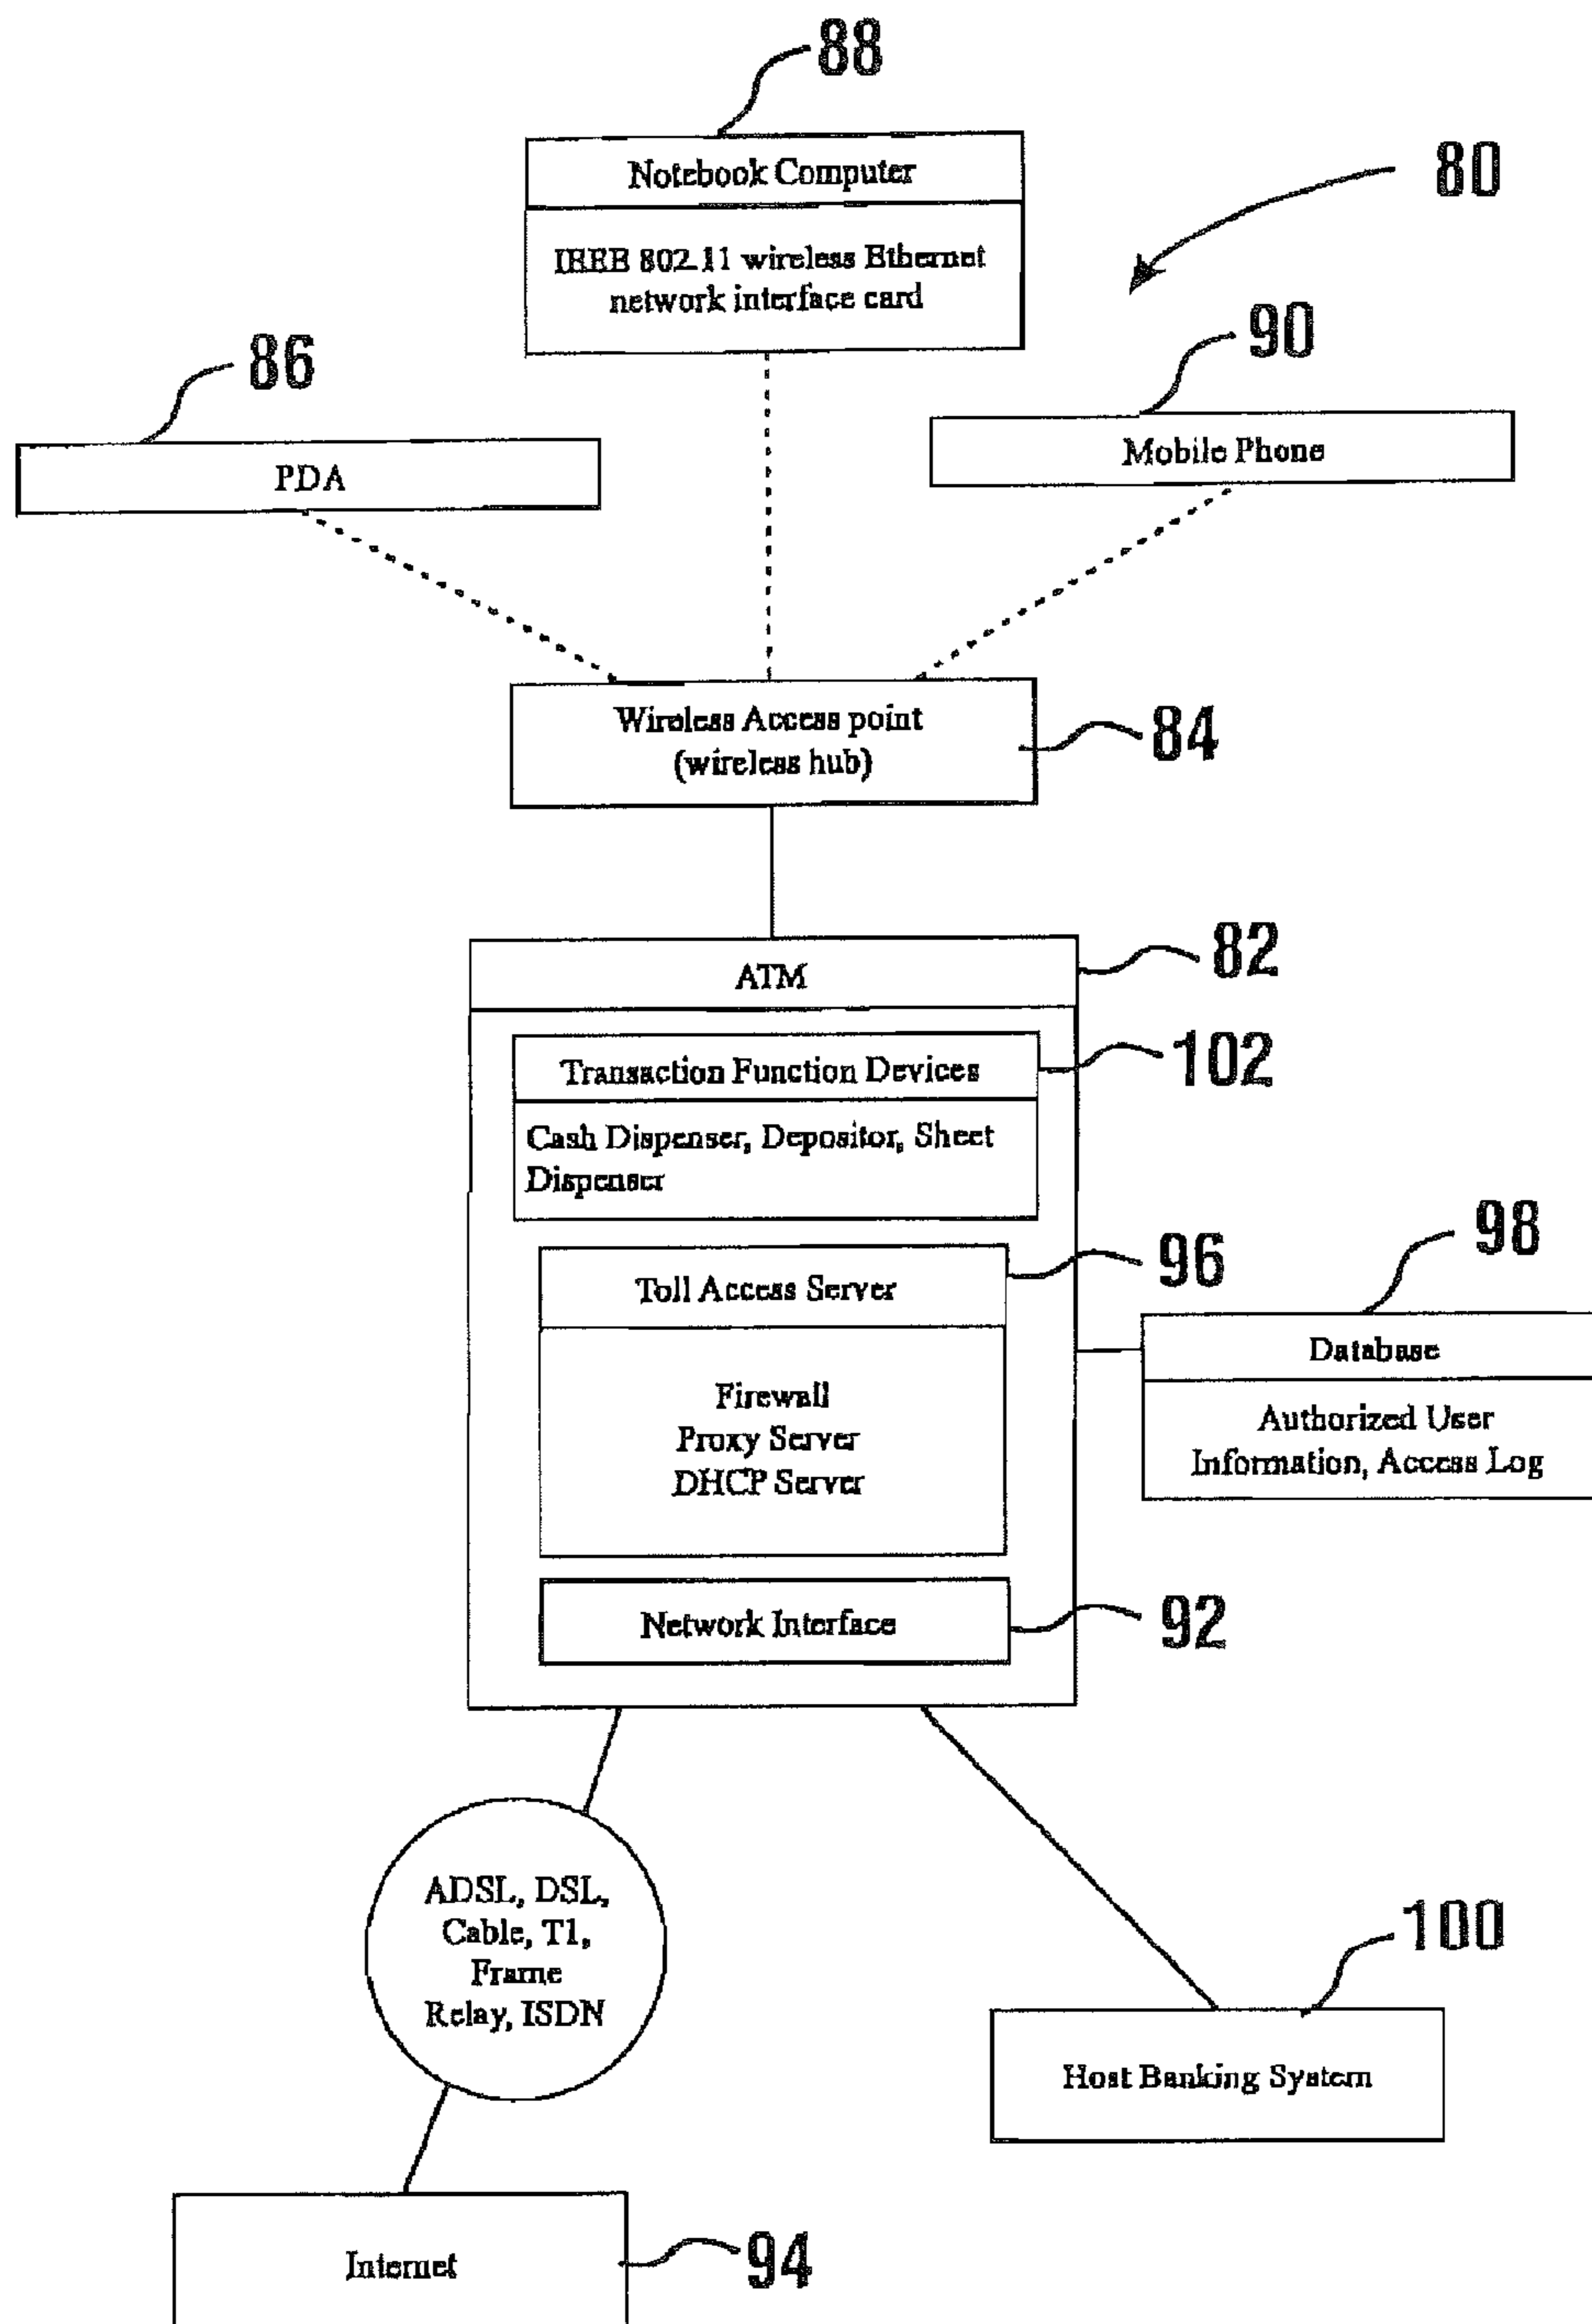 88
Notebook Computer
80
IEEE 802.11 wireless Ethernet
network interface card
90
86
Mobile Phone
PDA
Wireless Access point
(wireless hub)
84
82
ATM
102
Transaction Function Devices
Cash Dispenser, Depositor, Sheet
Dispenser
98
96
Toll Access Server
Database
Firewall
Proxy Server
DHCP Server
Authorized User
Information, Access Log
92
Network Interface
ADSL, DSL,
Cable, T1,
Frame
Relay, ISDN
100
Host Banking System
Internet
94